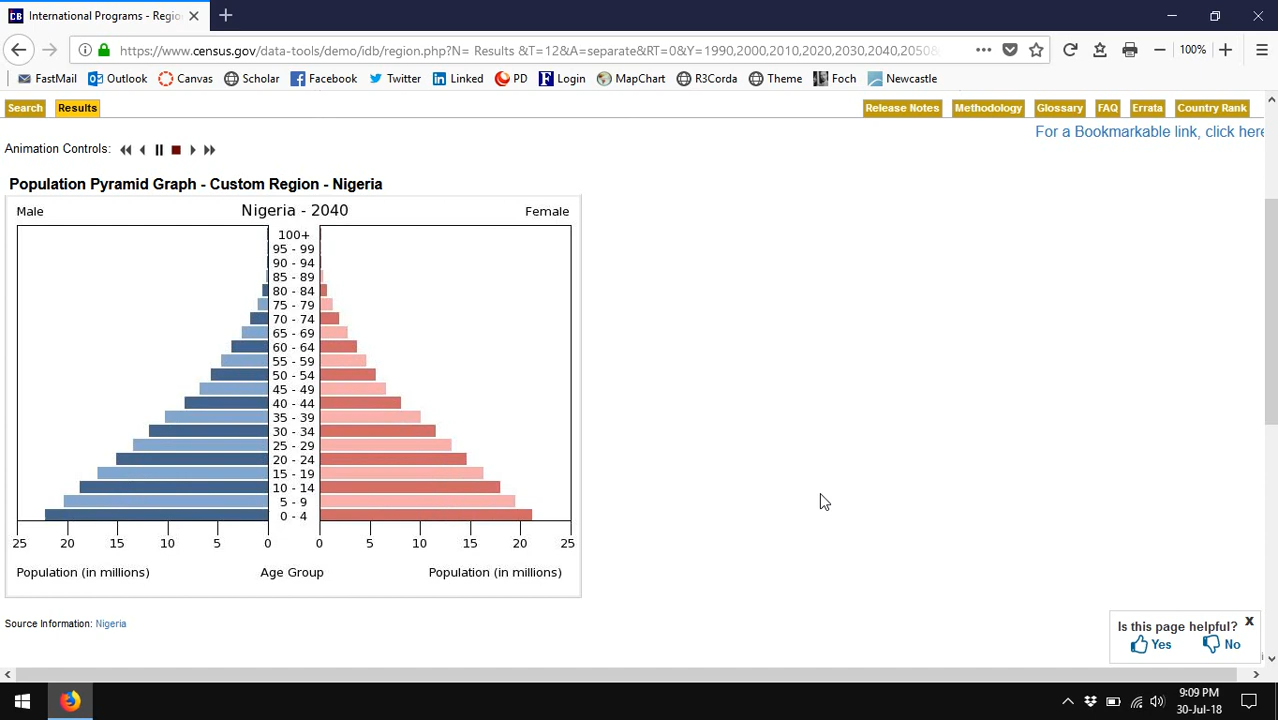 International Programs - Regio
https://www.census.gov/data-tools/demo/idb/region.php?N= Results &T=12&A=separate&RT=0&Y=1990,2000,2010,2020,2030,2040,2050&
100%
FastMail Outlook Canvas Scholar Facebook Twitter Linked PD Login MapChart R3Corda Theme Foch Newcastle
Search Results Release Notes Methodology Glossary FAQ Errata Country Rank
For a Bookmarkable link, click here
Animation Controls:
Population Pyramid Graph - Custom Region - Nigeria
Male Nigeria - 2040 Female
100+
95 - 99
90 - 94
85 - 89
80 - 84
75 - 79
70 - 74
65 - 69
60 - 64
55 - 59
50 - 54
45 - 49
40 - 44
35 - 39
30 - 34
25 - 29
20 - 24
15 - 19
10 - 14
5 - 9
0 - 4
25 20 15 10 5 0 0 5 10 15 20 25
Population (in millions) Age Group Population (in millions)
Source Information: Nigeria
Is this page helpful? x
Yes No
9:09 PM
30-Jul-18